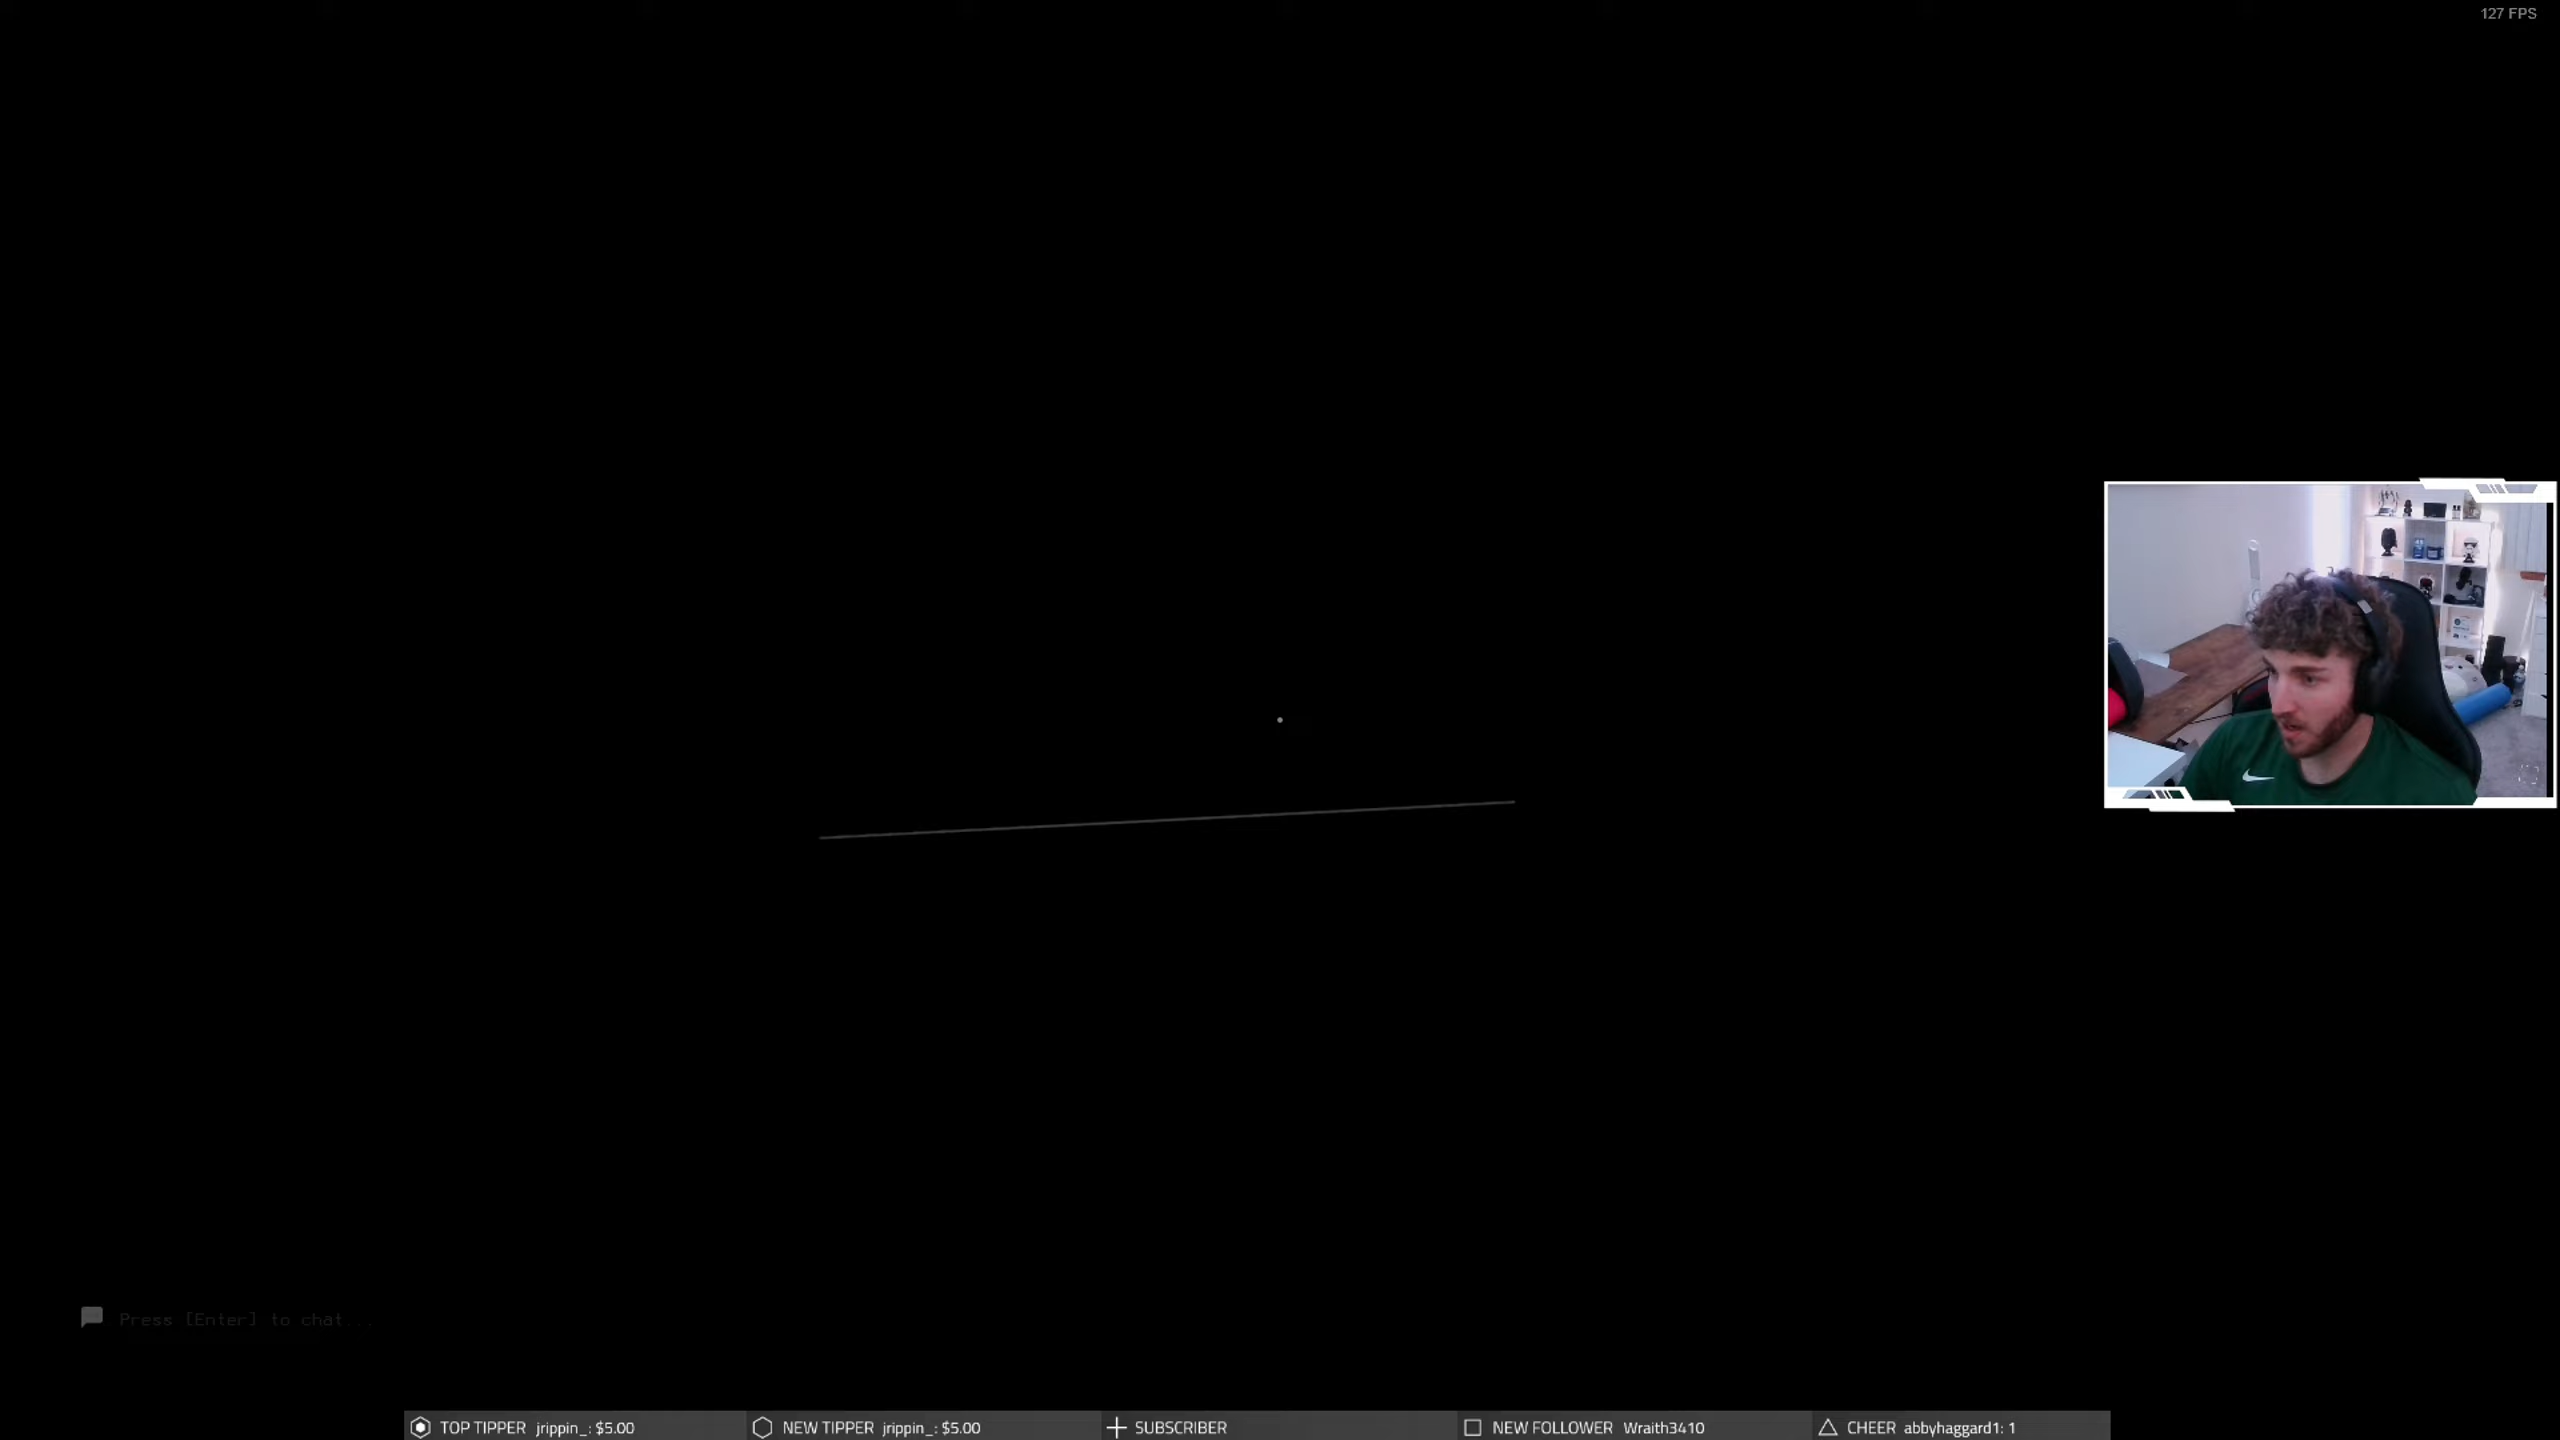 127 FPS
Press [Enter] to chat...
TOP TIPPER jrippin_: $5.00 NEW TIPPER jrippin_: $5.00 SUBSCRIBER NEW FOLLOWER Wraith3410 CHEER abbyhaggard1: 1